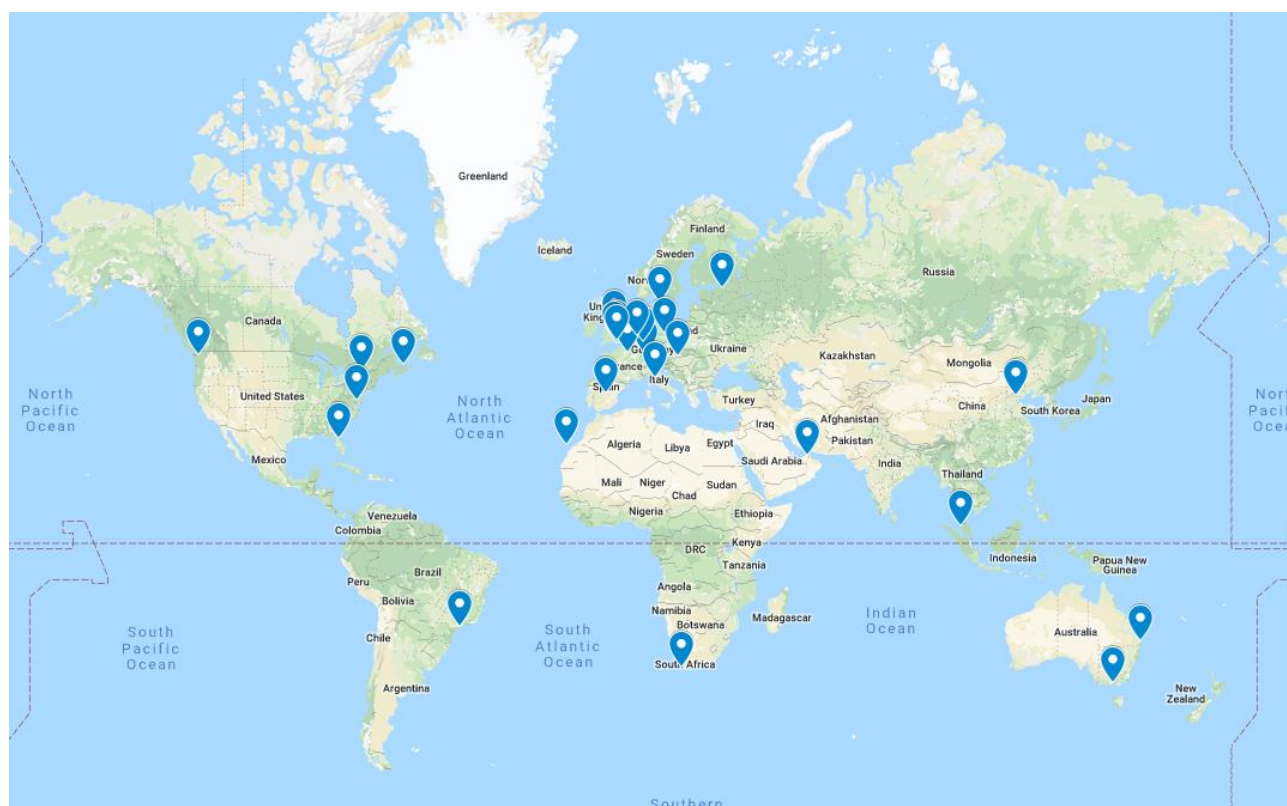 Greenland
Iceland
Finland
Sweden
Russia
Canada
Ukraine
Kazakhstan
Mongolia
North
Pacific
Ocean
United States
North
Atlantic
Ocean
Spain
Italy
Turkey
China
Japan
South Korea
Iraq
Afghanistan
Pakistan
Algeria
Libya
Egypt
Saudi Arabia
India
Mexico
Mali
Niger
Chad
Sudan
Thailand
Nigeria
Ethiopia
Venezuela
Colombia
DRC
Kenya
Tanzania
Indonesia
Papua New
Guinea
Peru
Brazil
Bolivia
Angola
Namibia
Botswana
Madagascar
Indian
Ocean
Australia
South
Pacific
Ocean
Chile
South
Atlantic
Ocean
South Africa
Argentina
New
Zealand
Southern